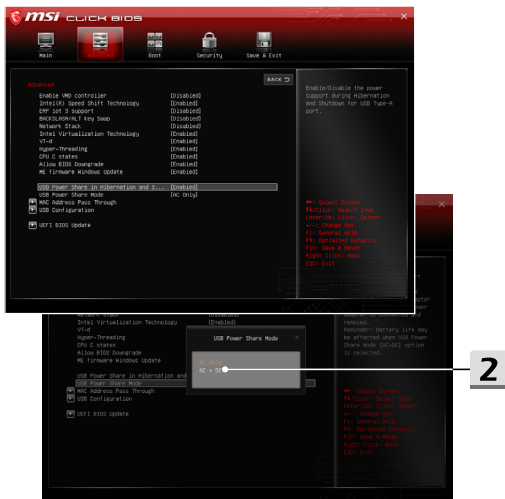 msi CLICK BIOS
Main
Boot
Security
Save & Exit
BACK
Advanced
Enable VMD controller [Disabled]
Intel(R) Speed Shift Technology [Enabled]
ERP Lot 3 support [Disabled]
BACKSLASH/ALT Key Swap [Disabled]
Network Stack [Disabled]
Intel Virtualization Technology [Enabled]
VT-d [Enabled]
Hyper-Threading [Enabled]
CPU C states [Enabled]
Allow BIOS Downgrade [Enabled]
ME firmware Windows Update [Enabled]
USB Power Share in Hibernation and S... [Enabled]
USB Power Share Mode [AC Only]
MAC Address Pass Through
USB Configuration
UEFI BIOS Update
Enable/Disable the power
support during Hibernation
and Shutdown for USB Type-A
port.
Select Screen
/Click: Select Item
Enter/Dbl Click: Select
+/-: Change Opt.
F1: General Help
F9: Optimized Defaults
F10: Save & Reset
Right Click: Back
ESC: Exit
Intel Virtualization Technology [Enabled]
VT-d
Hyper-Threading
CPU C states
Allow BIOS Downgrade
ME firmware Windows Update
USB Power Share in Hibernation and
USB Power Share Mode
MAC Address Pass Through
USB Configuration
UEFI BIOS Update
USB Power Share Mode
AC Only
AC + DC
2
removed.
Reminder: Battery life may
be affected when USB Power
Share Mode [AC+DC] option
is selected.
Select Screen
/Click: Select Item
Enter/Dbl Click: Select
+/-: Change Opt.
F1: General Help
F9: Optimized Defaults
F10: Save & Reset
Right Click: Back
ESC: Exit